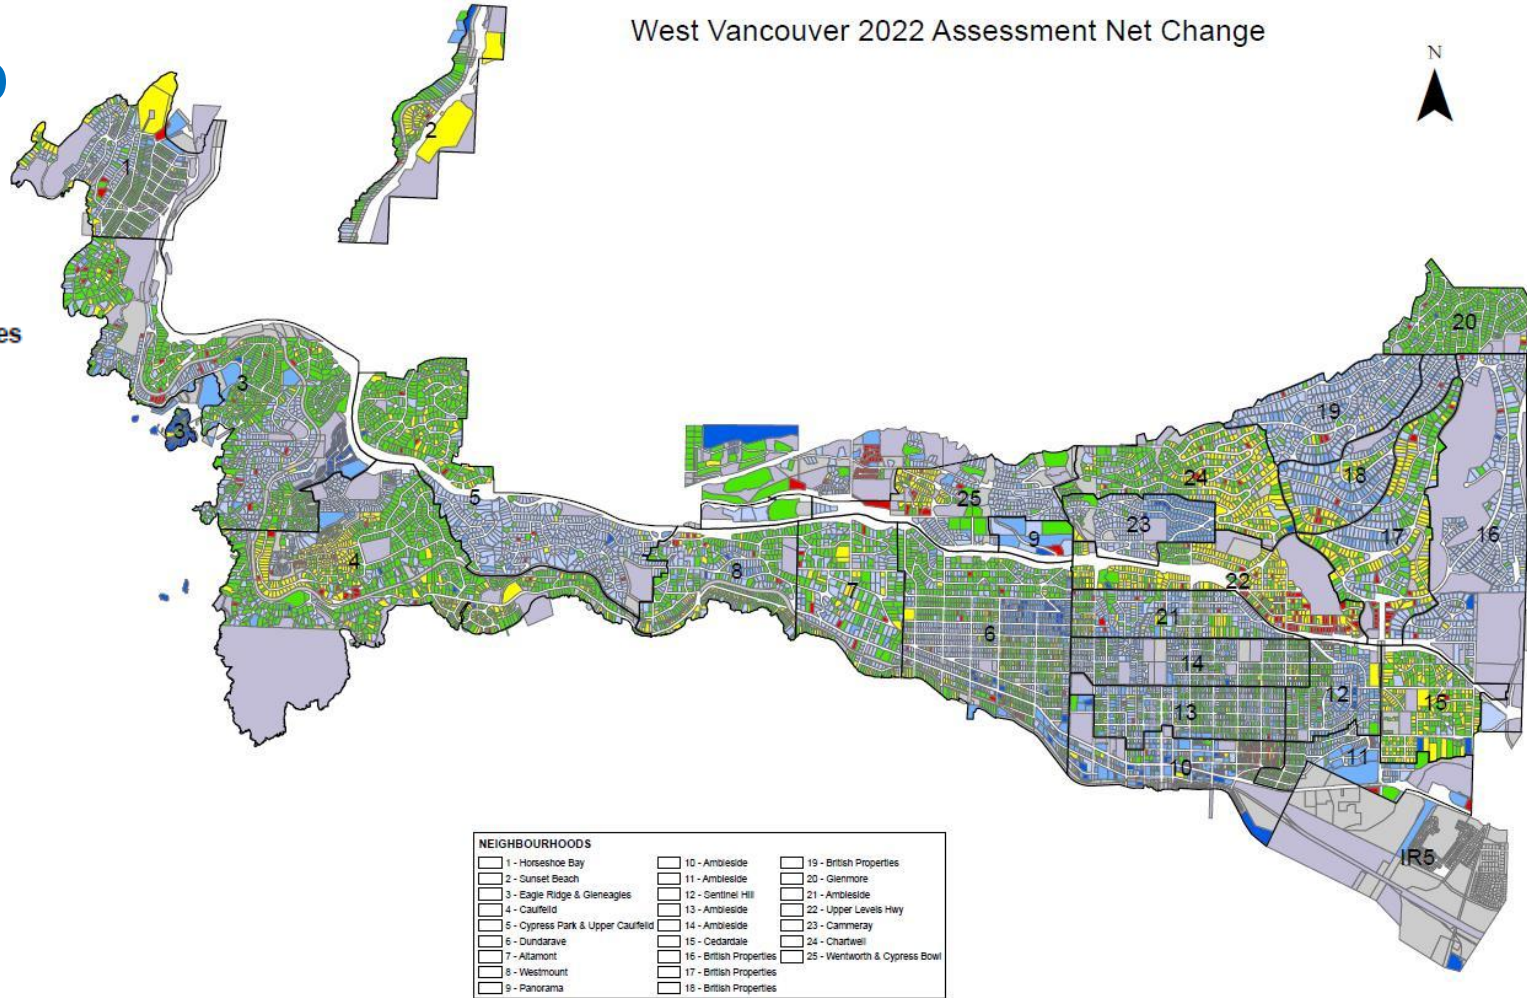 West Vancouver 2022 Assessment Net Change
N
2
1
es
20
3
19
3
24
18
5
25
23
17
16
9
4
8
22
7
21
6
14
12
15
13
11
10
IR5
NEIGHBOURHOODS
1 - Horseshoe Bay
2 - Sunset Beach
3 - Eagle Ridge & Gleneagles
4 - Caulfeild
5 - Cypress Park & Upper Caulfeild
6 - Dundarave
7 - Altamont
8 - Westmount
9 - Panorama
10 - Ambleside
11 - Ambleside
12 - Sentinel Hill
13 - Ambleside
14 - Ambleside
15 - Cedardale
16 - British Properties
17 - British Properties
18 - British Properties
19 - British Properties
20 - Glenmore
21 - Ambleside
22 - Upper Levels Hwy
23 - Cammeray
24 - Chartwell
25 - Wentworth & Cypress Bowl